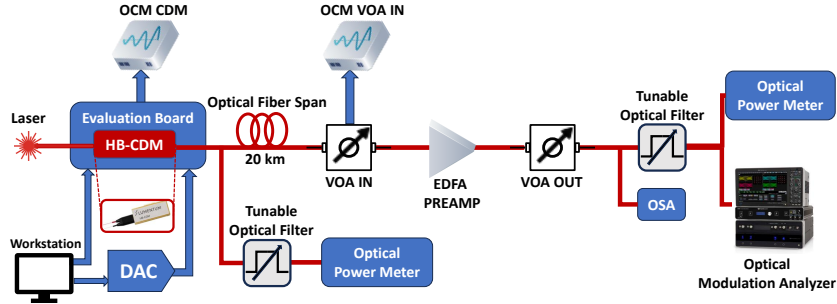 OCM CDM
OCM VOA IN
Evaluation Board
Laser
HB-CDM
Optical Fiber Span
20 km
VOA IN
EDFA
PREAMP
VOA OUT
Tunable
Optical Filter
Optical
Power Meter
OSA
Optical
Modulation Analyzer
Workstation
DAC
Tunable
Optical Filter
Optical
Power Meter
LUMENTUM